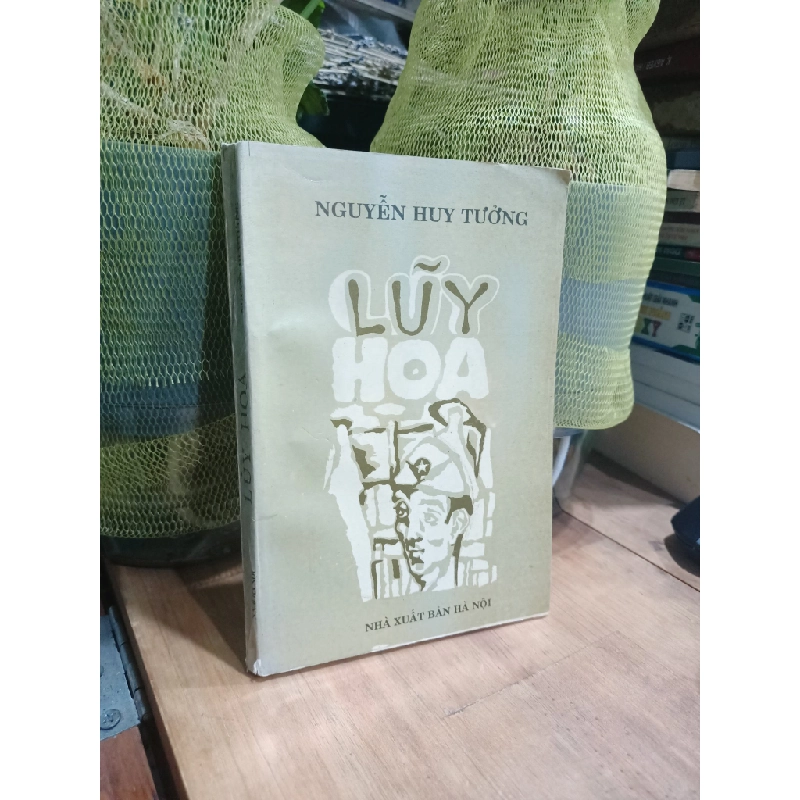 NGUYỄN HUY TƯỞNG
LŨY
HOA
NHÀ XUẤT BẢN HÀ NỘI
LŨY HOA